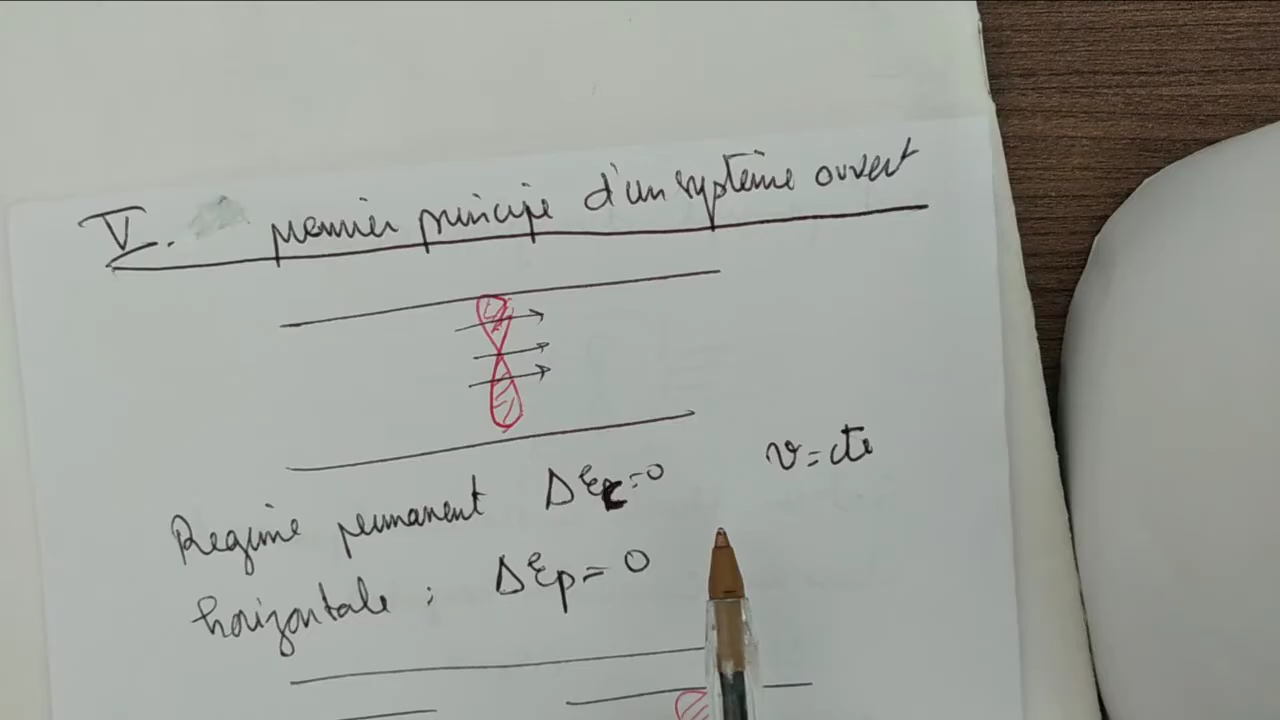 V. premier principe d'un système ouvert
Regime permanent ΔEc=0 v=cte
horizontale : ΔEp=0